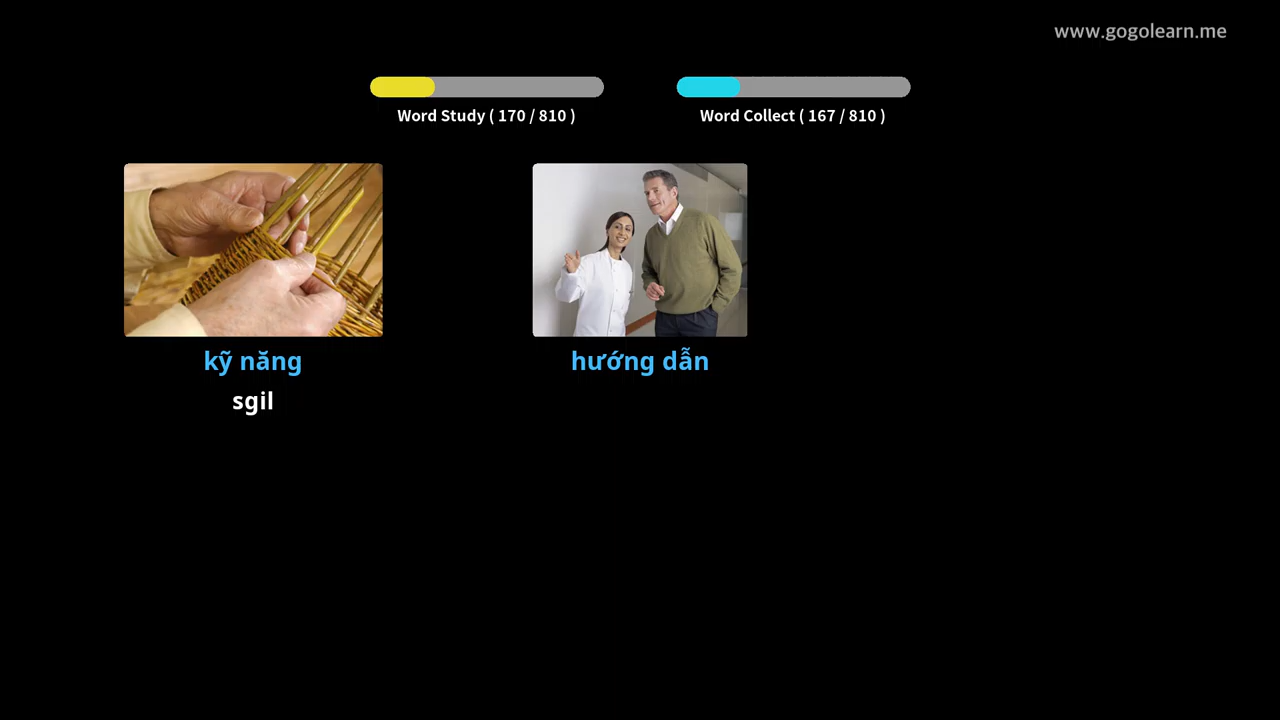 www.gogolearn.me
Word Study ( 170 / 810 )
Word Collect ( 167 / 810 )
kỹ năng
hướng dẫn
sgil